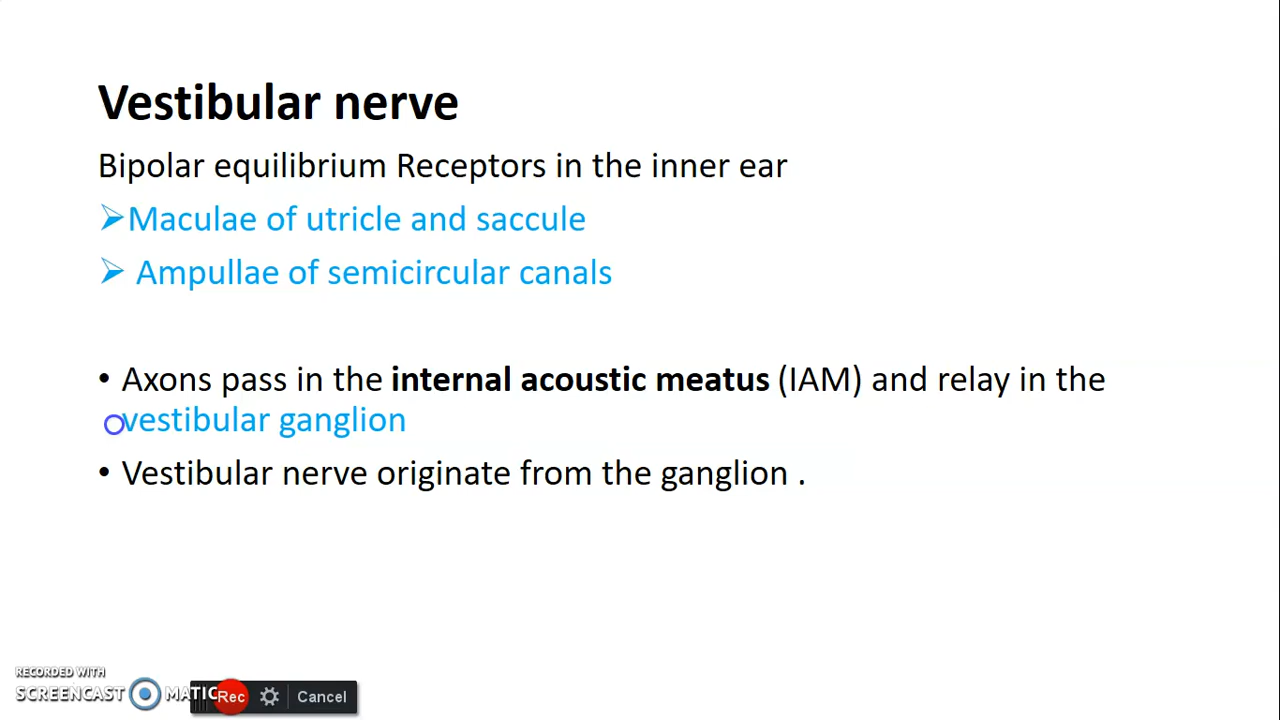 Vestibular nerve
Bipolar equilibrium Receptors in the inner ear
➢Maculae of utricle and saccule
➢ Ampullae of semicircular canals
• Axons pass in the internal acoustic meatus (IAM) and relay in the
vestibular ganglion
• Vestibular nerve originate from the ganglion .
RECORDED WITH
SCREENCAST MATIC
Rec Cancel